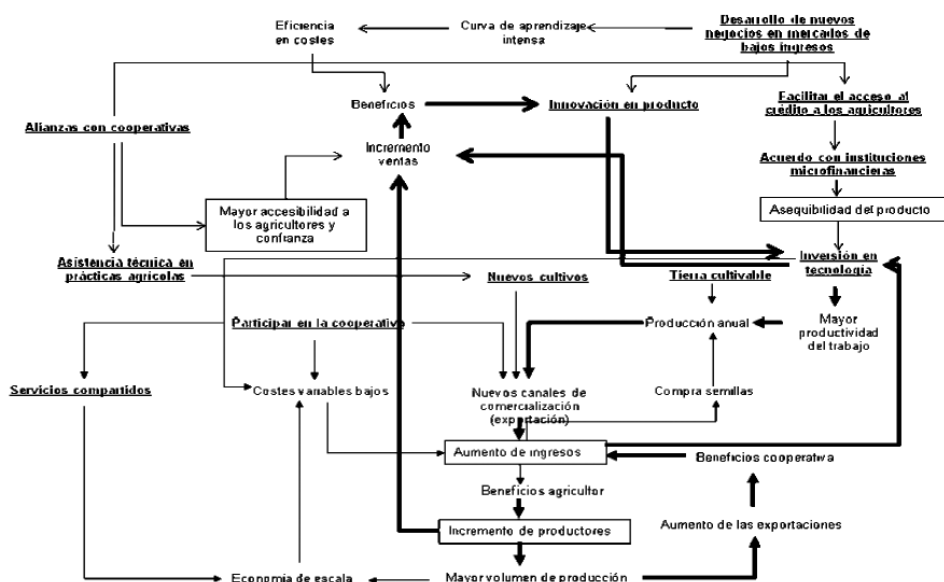 Eficiencia
en costes
Curva de aprendizaje
intensa
Desarrollo de nuevos
negocios en mercados de
bajos ingresos
Beneficios
Innovación en producto
Facilitar el acceso al
crédito a los agricultores
Alianzas con cooperativas
Incremento
ventas
Acuerdo con instituciones
microfinancieras
Mayor accesibilidad a
los agricultores y
confianza
Asequibilidad del producto
Asistencia técnica en
prácticas agrícolas
Nuevos cultivos
Tierra cultivable
Inversión en
tecnología
Participar en la cooperativa
Producción anual
Mayor
productividad
del trabajo
Servicios compartidos
Costes variables bajos
Nuevos canales de
comercialización
(exportación)
Compra semillas
Aumento de ingresos
Beneficios cooperativa
Beneficios agricultor
Incremento de productores
Aumento de las exportaciones
Economía de escala
Mayor volumen de producción